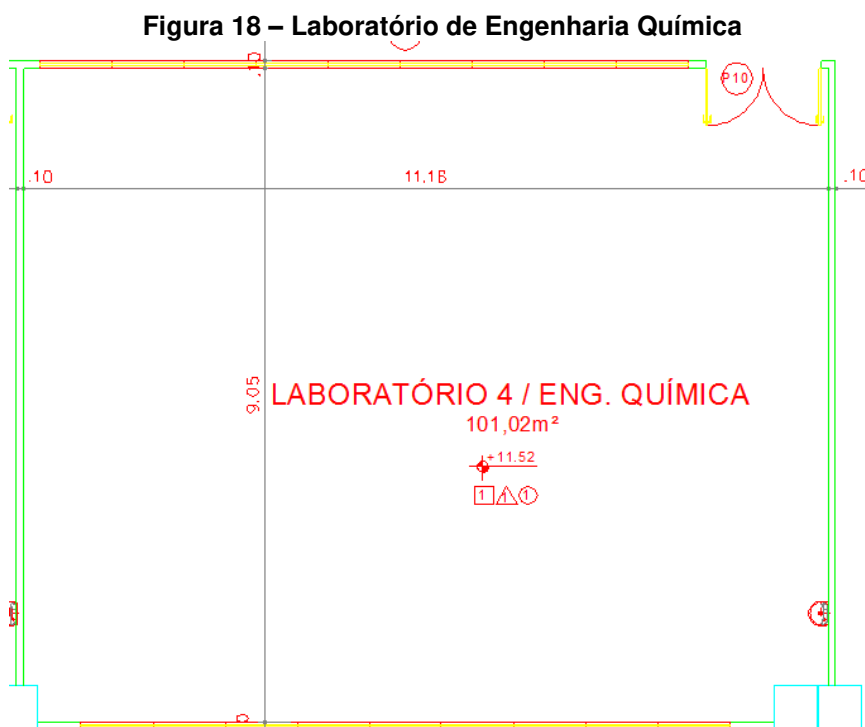 Figura 18 – Laboratório de Engenharia Química
P10
.10
11,18
.10
9.05
LABORATÓRIO 4 / ENG. QUÍMICA
101,02m²
+11.52
1 1 1